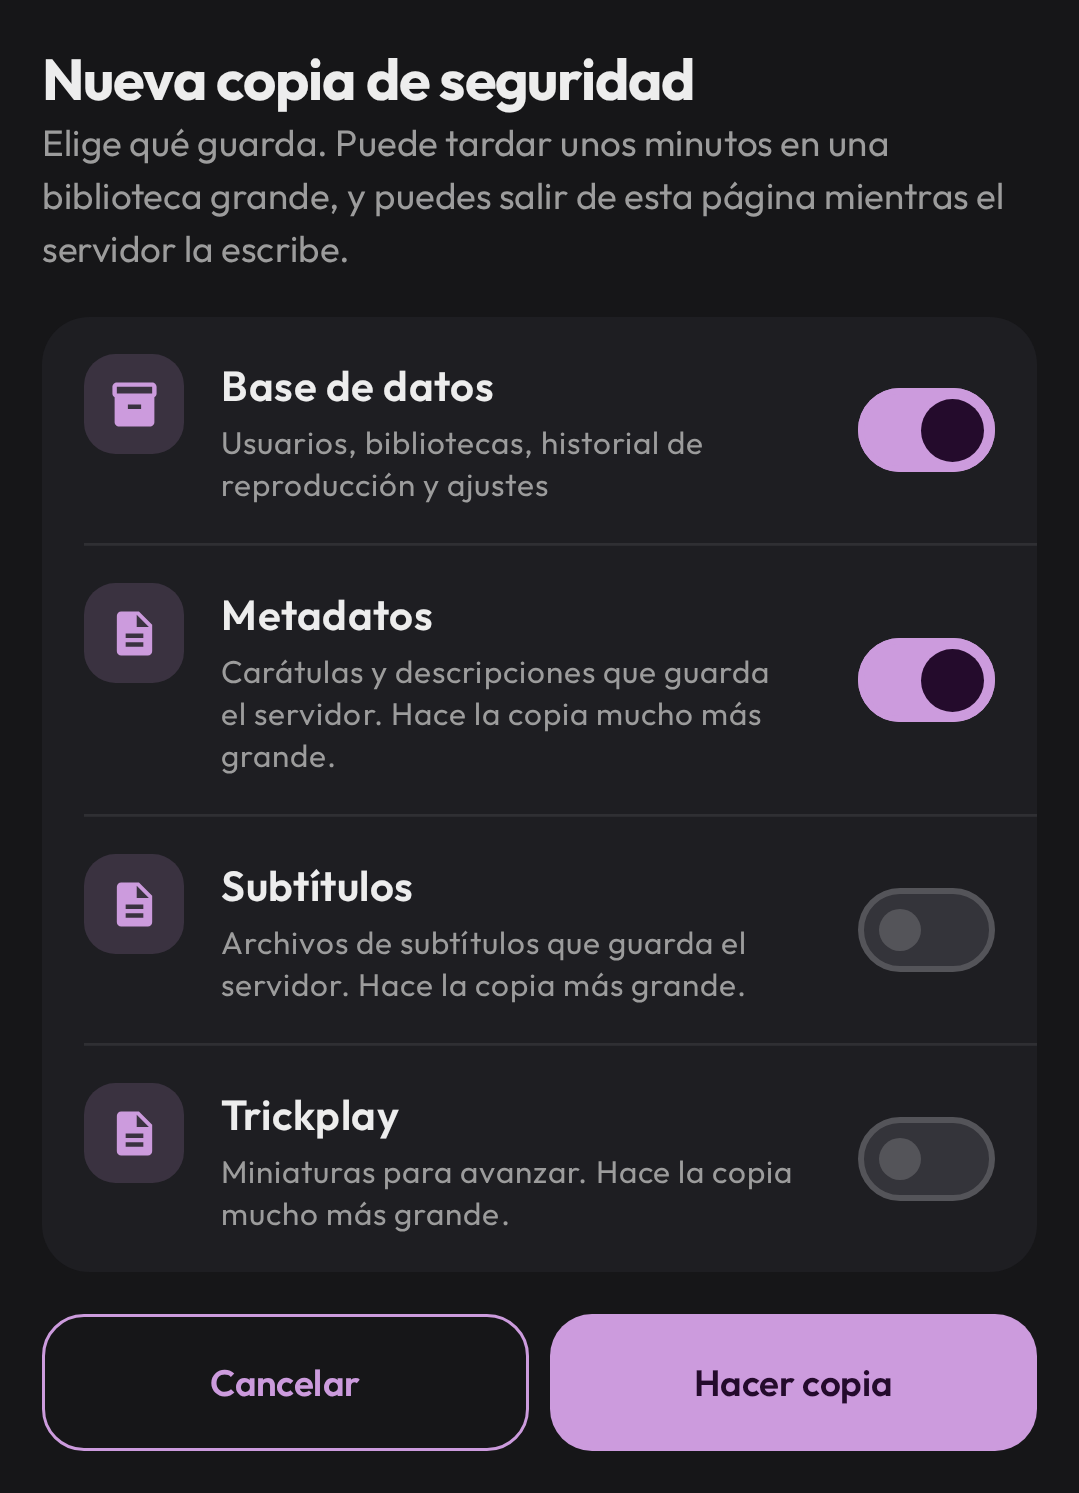 Nueva copia de seguridad
Elige qué guarda. Puede tardar unos minutos en una
biblioteca grande, y puedes salir de esta página mientras el
servidor la escribe.
Base de datos
Usuarios, bibliotecas, historial de
reproducción y ajustes
Metadatos
Carátulas y descripciones que guarda
el servidor. Hace la copia mucho más
grande.
Subtítulos
Archivos de subtítulos que guarda el
servidor. Hace la copia más grande.
Trickplay
Miniaturas para avanzar. Hace la copia
mucho más grande.
Cancelar
Hacer copia